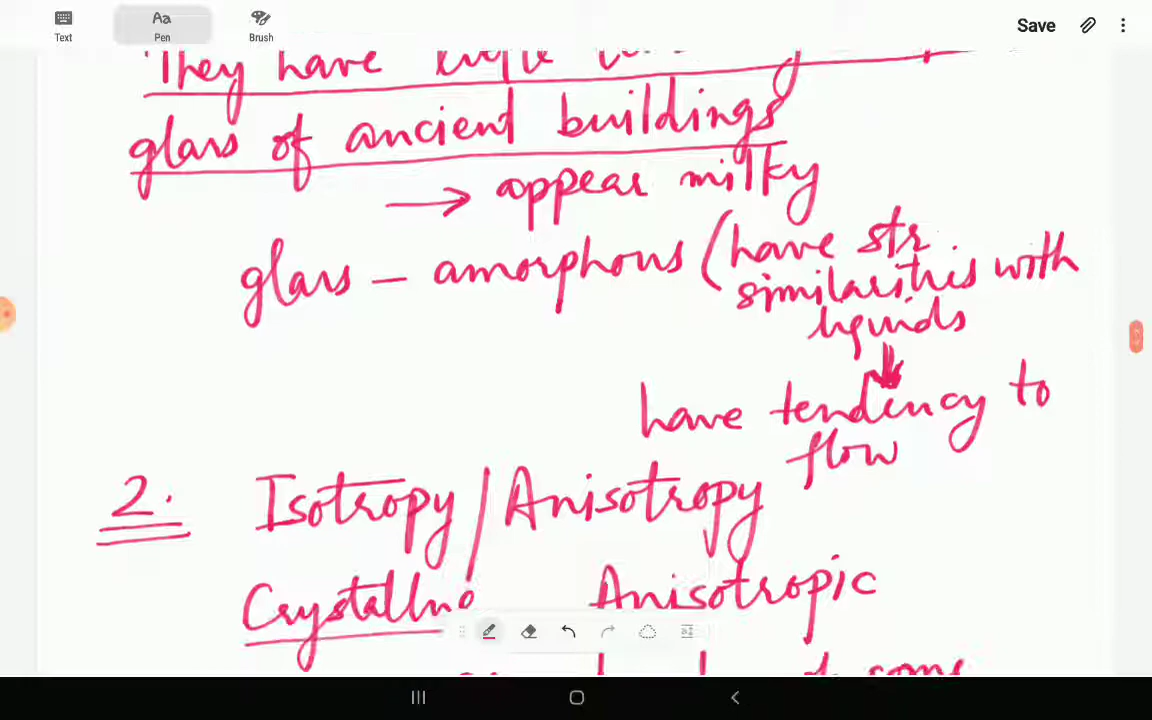 Text
Aa
Pen
Brush
Save
They have
glass of ancient buildings
→ appear milky
glass – amorphous (have str.
similarities with
liquids
have tendency to
flow
2. Isotropy/Anisotropy
Crystalline Anisotropic